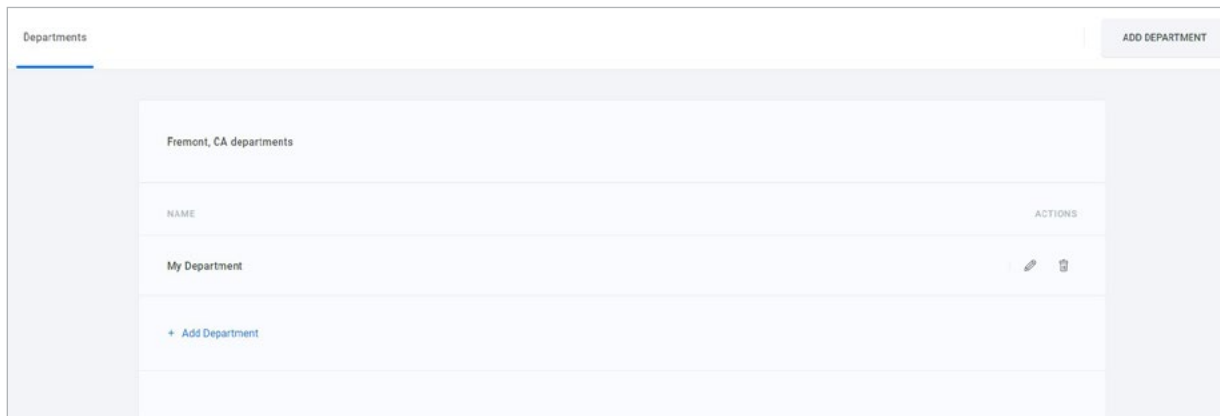 Departments
ADD DEPARTMENT
Fremont, CA departments
NAME
ACTIONS
My Department
+ Add Department